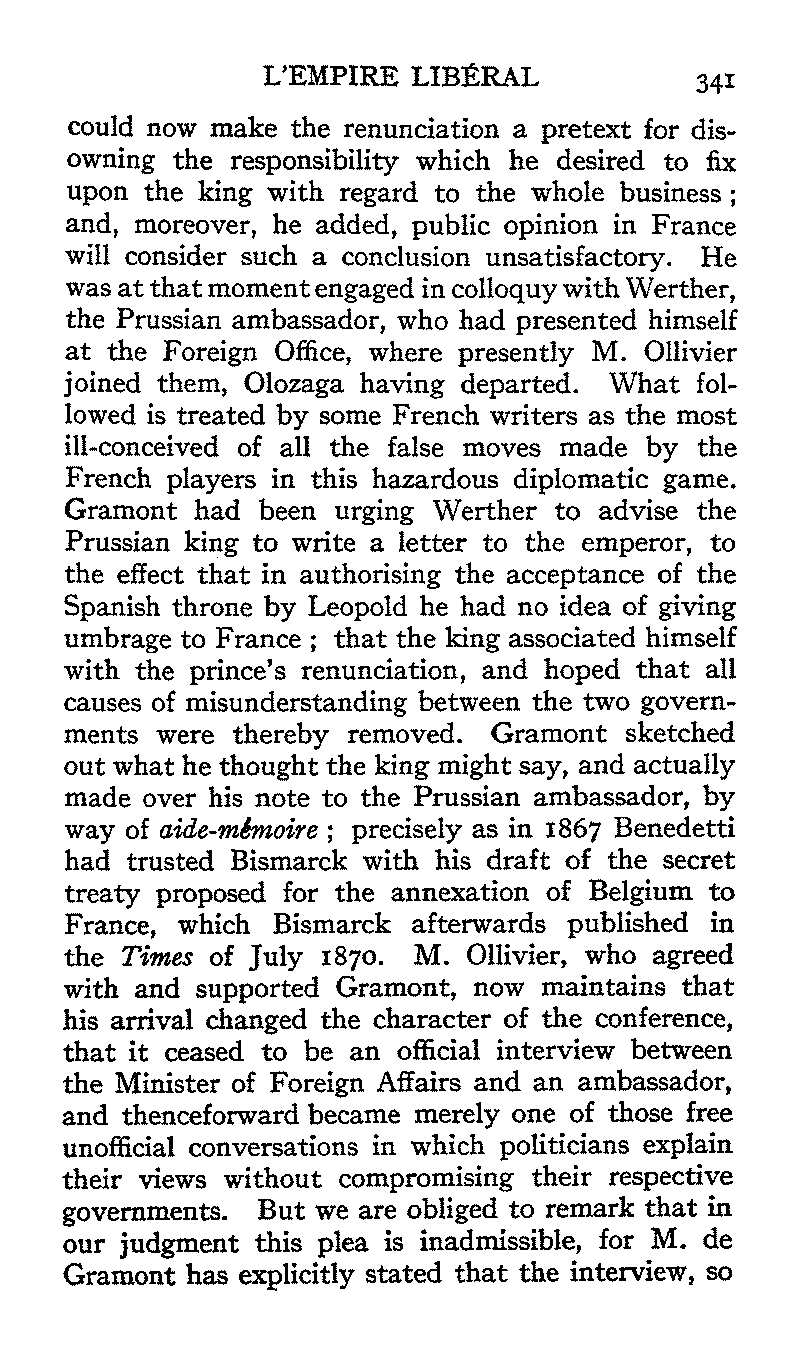 L'EMPIRE LIBÉRAL 341
could now make the renunciation a pretext for dis-
owning the responsibility which he desired to fix
upon the king with regard to the whole business ;
and, moreover, he added, public opinion in France
will consider such a conclusion unsatisfactory. He
was at that moment engaged in colloquy with Werther,
the Prussian ambassador, who had presented himself
at the Foreign Office, where presently M. Ollivier
joined them, Olozaga having departed. What fol-
lowed is treated by some French writers as the most
ill-conceived of all the false moves made by the
French players in this hazardous diplomatic game.
Gramont had been urging Werther to advise the
Prussian king to write a letter to the emperor, to
the effect that in authorising the acceptance of the
Spanish throne by Leopold he had no idea of giving
umbrage to France ; that the king associated himself
with the prince's renunciation, and hoped that all
causes of misunderstanding between the two govern-
ments were thereby removed. Gramont sketched
out what he thought the king might say, and actually
made over his note to the Prussian ambassador, by
way of aide-mémoire ; precisely as in 1867 Benedetti
had trusted Bismarck with his draft of the secret
treaty proposed for the annexation of Belgium to
France, which Bismarck afterwards published in
the Times of July 1870. M. Ollivier, who agreed
with and supported Gramont, now maintains that
his arrival changed the character of the conference,
that it ceased to be an official interview between
the Minister of Foreign Affairs and an ambassador,
and thenceforward became merely one of those free
unofficial conversations in which politicians explain
their views without compromising their respective
governments. But we are obliged to remark that in
our judgment this plea is inadmissible, for M. de
Gramont has explicitly stated that the interview, so